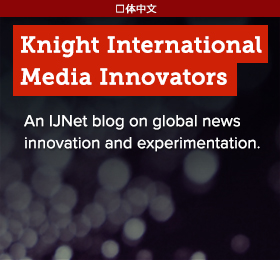 体中文
Knight International
Media Innovators
An IJNet blog on global news
innovation and experimentation.